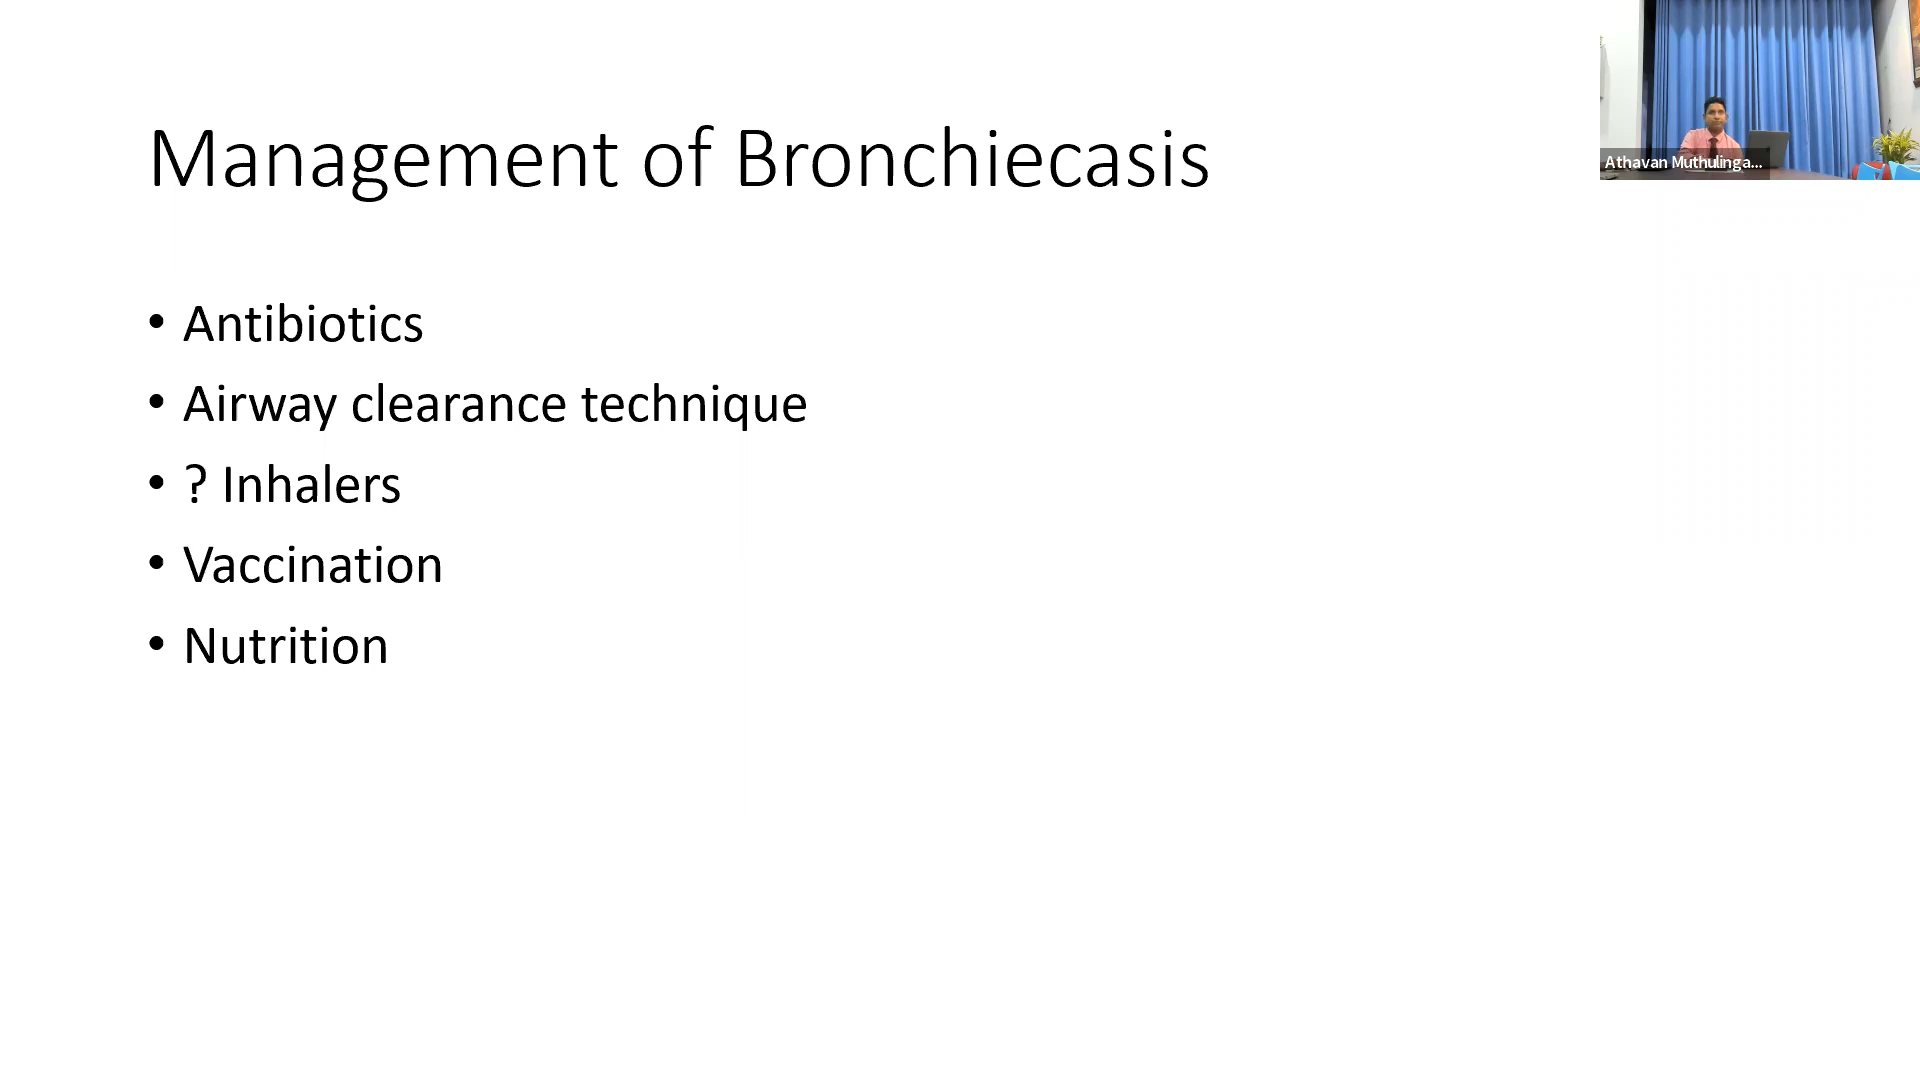 Management of Bronchiecasis
• Antibiotics
• Airway clearance technique
• ? Inhalers
• Vaccination
• Nutrition
Athavan Muthulinga...